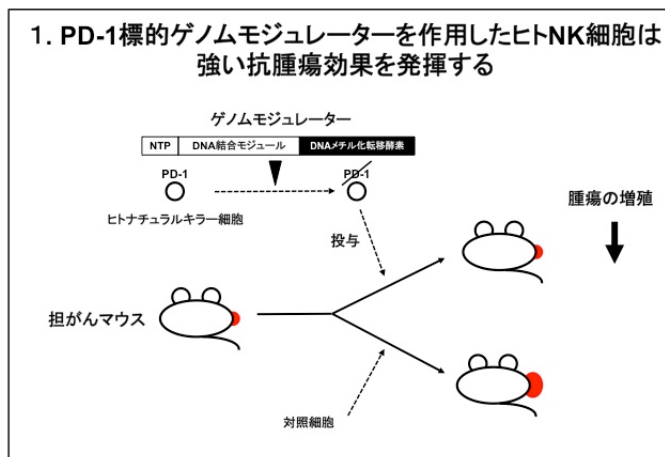 1. PD-1標的ゲノムモジュレーターを作用したヒトNK細胞は
強い抗腫瘍効果を発揮する
ゲノムモジュレーター
NTP DNA結合モジュール DNAメチル化転移酵素
PD-1 PD-1
ヒトナチュラルキラー細胞
腫瘍の増殖
投与
担がんマウス
対照細胞